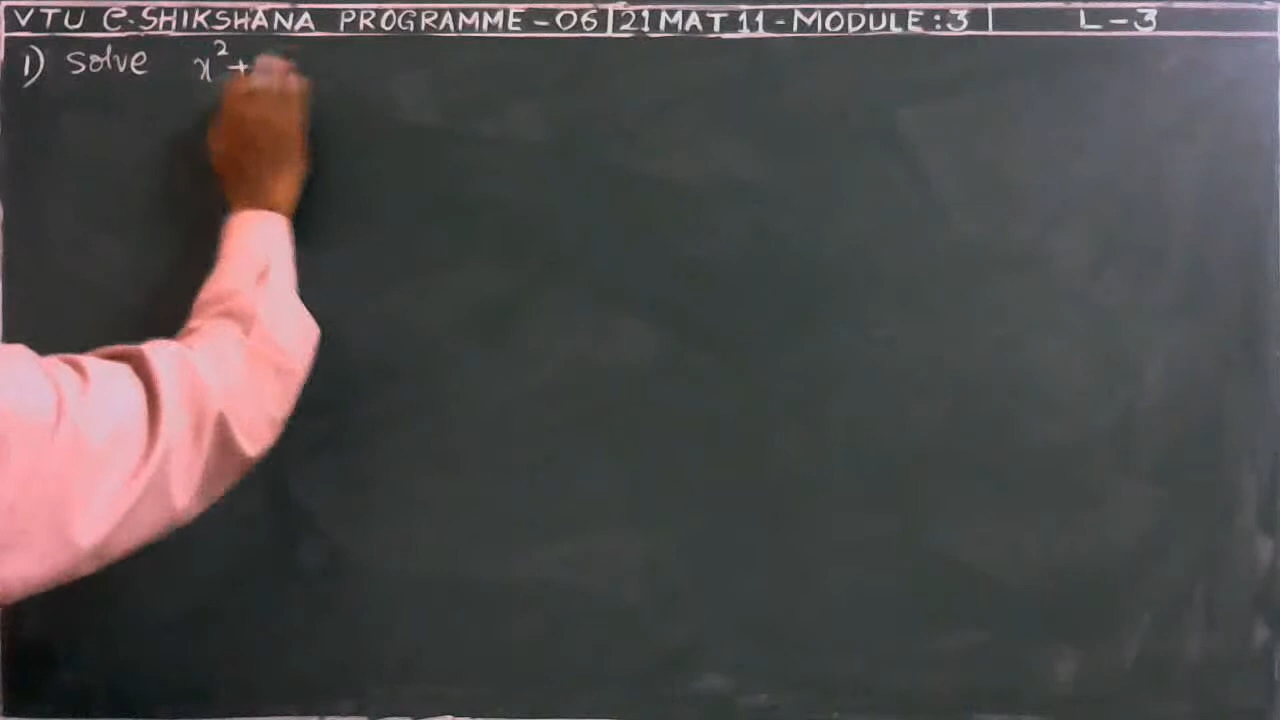 VTU e-SHIKSHANA PROGRAMME-06 21MAT11-MODULE:3 L-3
1) Solve x²+